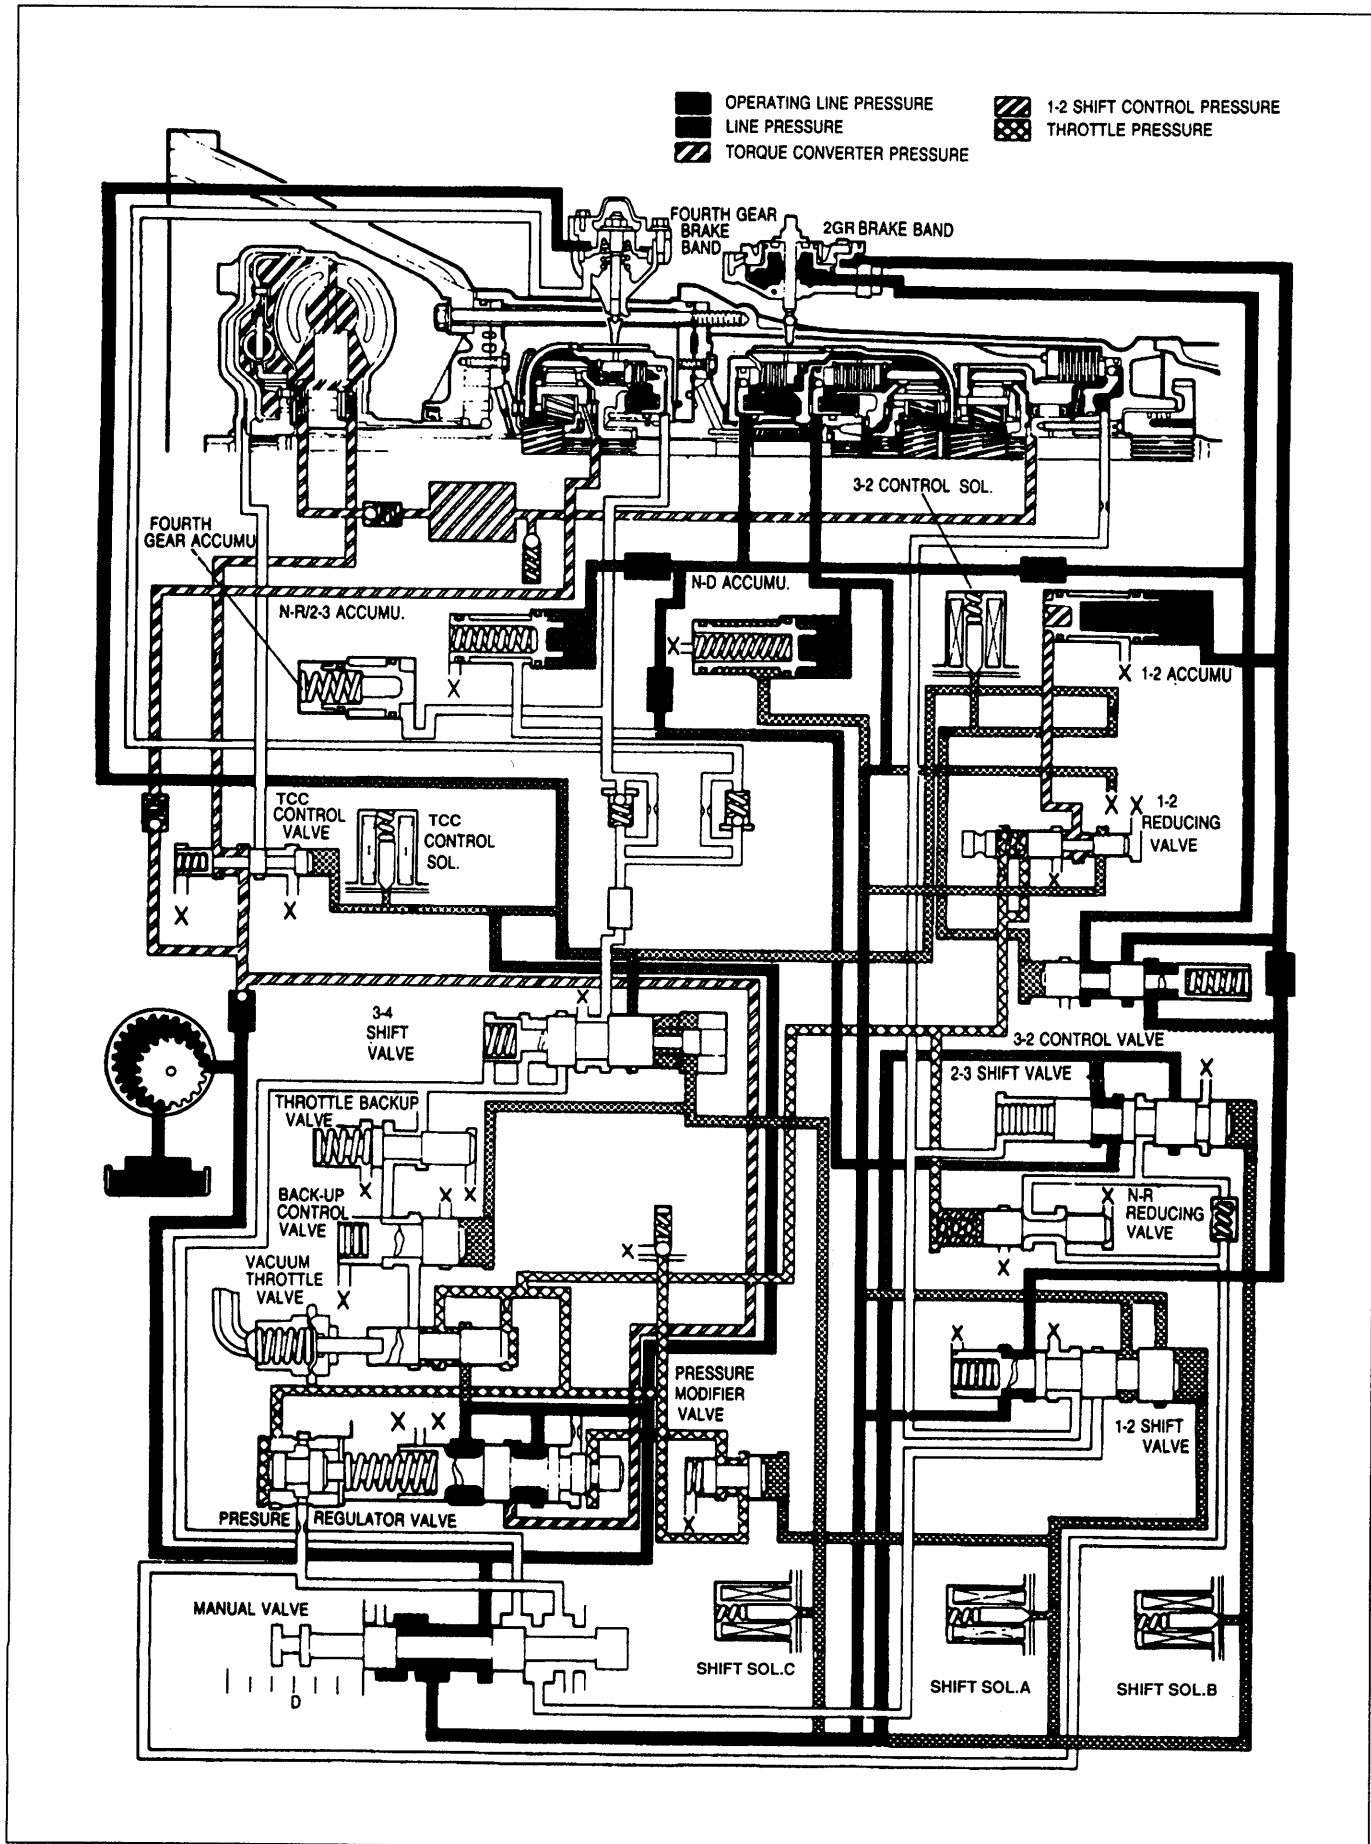 OPERATING LINE PRESSURE
LINE PRESSURE
TORQUE CONVERTER PRESSURE
1-2 SHIFT CONTROL PRESSURE
THROTTLE PRESSURE
FOURTH GEAR
BRAKE
BAND
2GR BRAKE BAND
3-2 CONTROL SOL.
FOURTH
GEAR ACCUMU
N-R/2-3 ACCUMU.
N-D ACCUMU.
X
X
X
1-2 ACCUMU
TCC
CONTROL
VALVE
TCC
CONTROL
SOL.
X
X
1-2
REDUCING
VALVE
X
X
X
3-4
SHIFT
VALVE
X
3-2 CONTROL VALVE
2-3 SHIFT VALVE
X
THROTTLE BACKUP
VALVE
X
X
X
BACK-UP
CONTROL
VALVE
X
N-R
REDUCING
VALVE
X
X
X
VACUUM
THROTTLE
VALVE
X
X
X
PRESSURE
MODIFIER
VALVE
X
X
1-2 SHIFT
VALVE
PRESURE
REGULATOR VALVE
X
MANUAL VALVE
D
SHIFT SOL.C
SHIFT SOL.A
SHIFT SOL.B